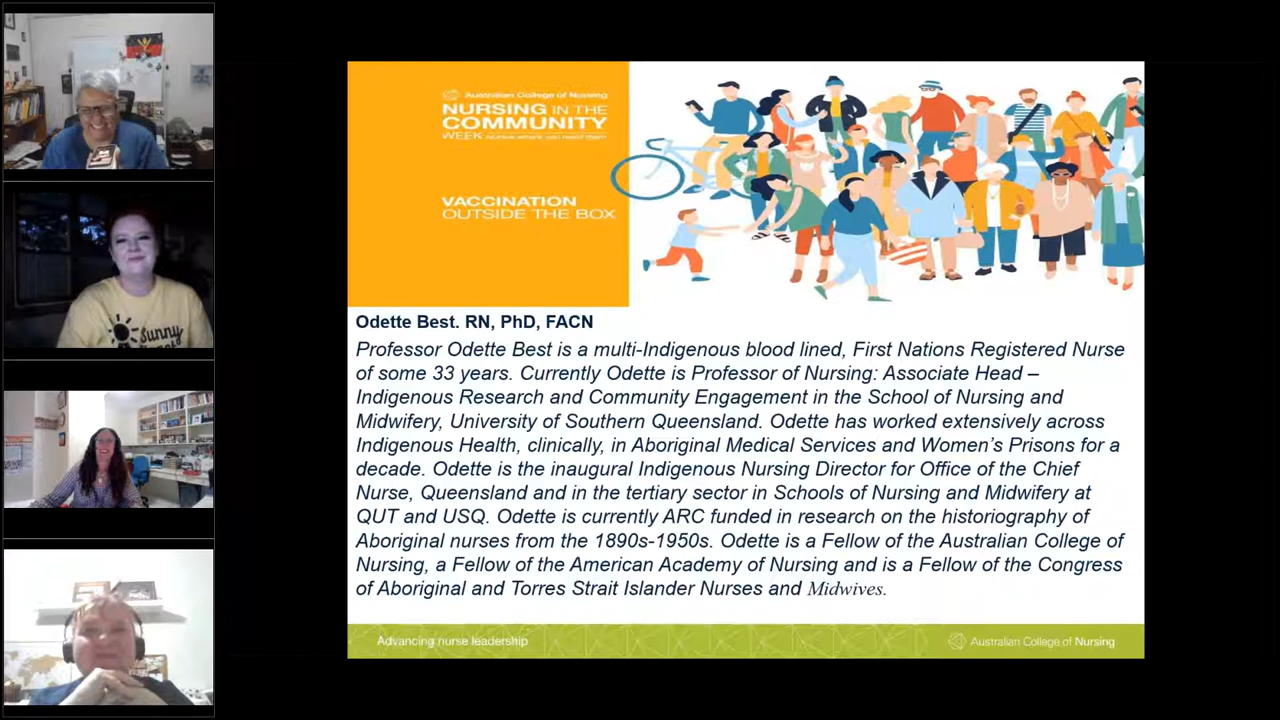 Australian College of Nursing
NURSING IN THE
COMMUNITY
WEEK nurses where you need them
VACCINATION
OUTSIDE THE BOX
Odette Best. RN, PhD, FACN
Professor Odette Best is a multi-Indigenous blood lined, First Nations Registered Nurse
of some 33 years. Currently Odette is Professor of Nursing: Associate Head –
Indigenous Research and Community Engagement in the School of Nursing and
Midwifery, University of Southern Queensland. Odette has worked extensively across
Indigenous Health, clinically, in Aboriginal Medical Services and Women's Prisons for a
decade. Odette is the inaugural Indigenous Nursing Director for Office of the Chief
Nurse, Queensland and in the tertiary sector in Schools of Nursing and Midwifery at
QUT and USQ. Odette is currently ARC funded in research on the historiography of
Aboriginal nurses from the 1890s-1950s. Odette is a Fellow of the Australian College of
Nursing, a Fellow of the American Academy of Nursing and is a Fellow of the Congress
of Aboriginal and Torres Strait Islander Nurses and Midwives.
Advancing nurse leadership
Australian College of Nursing
Sunny